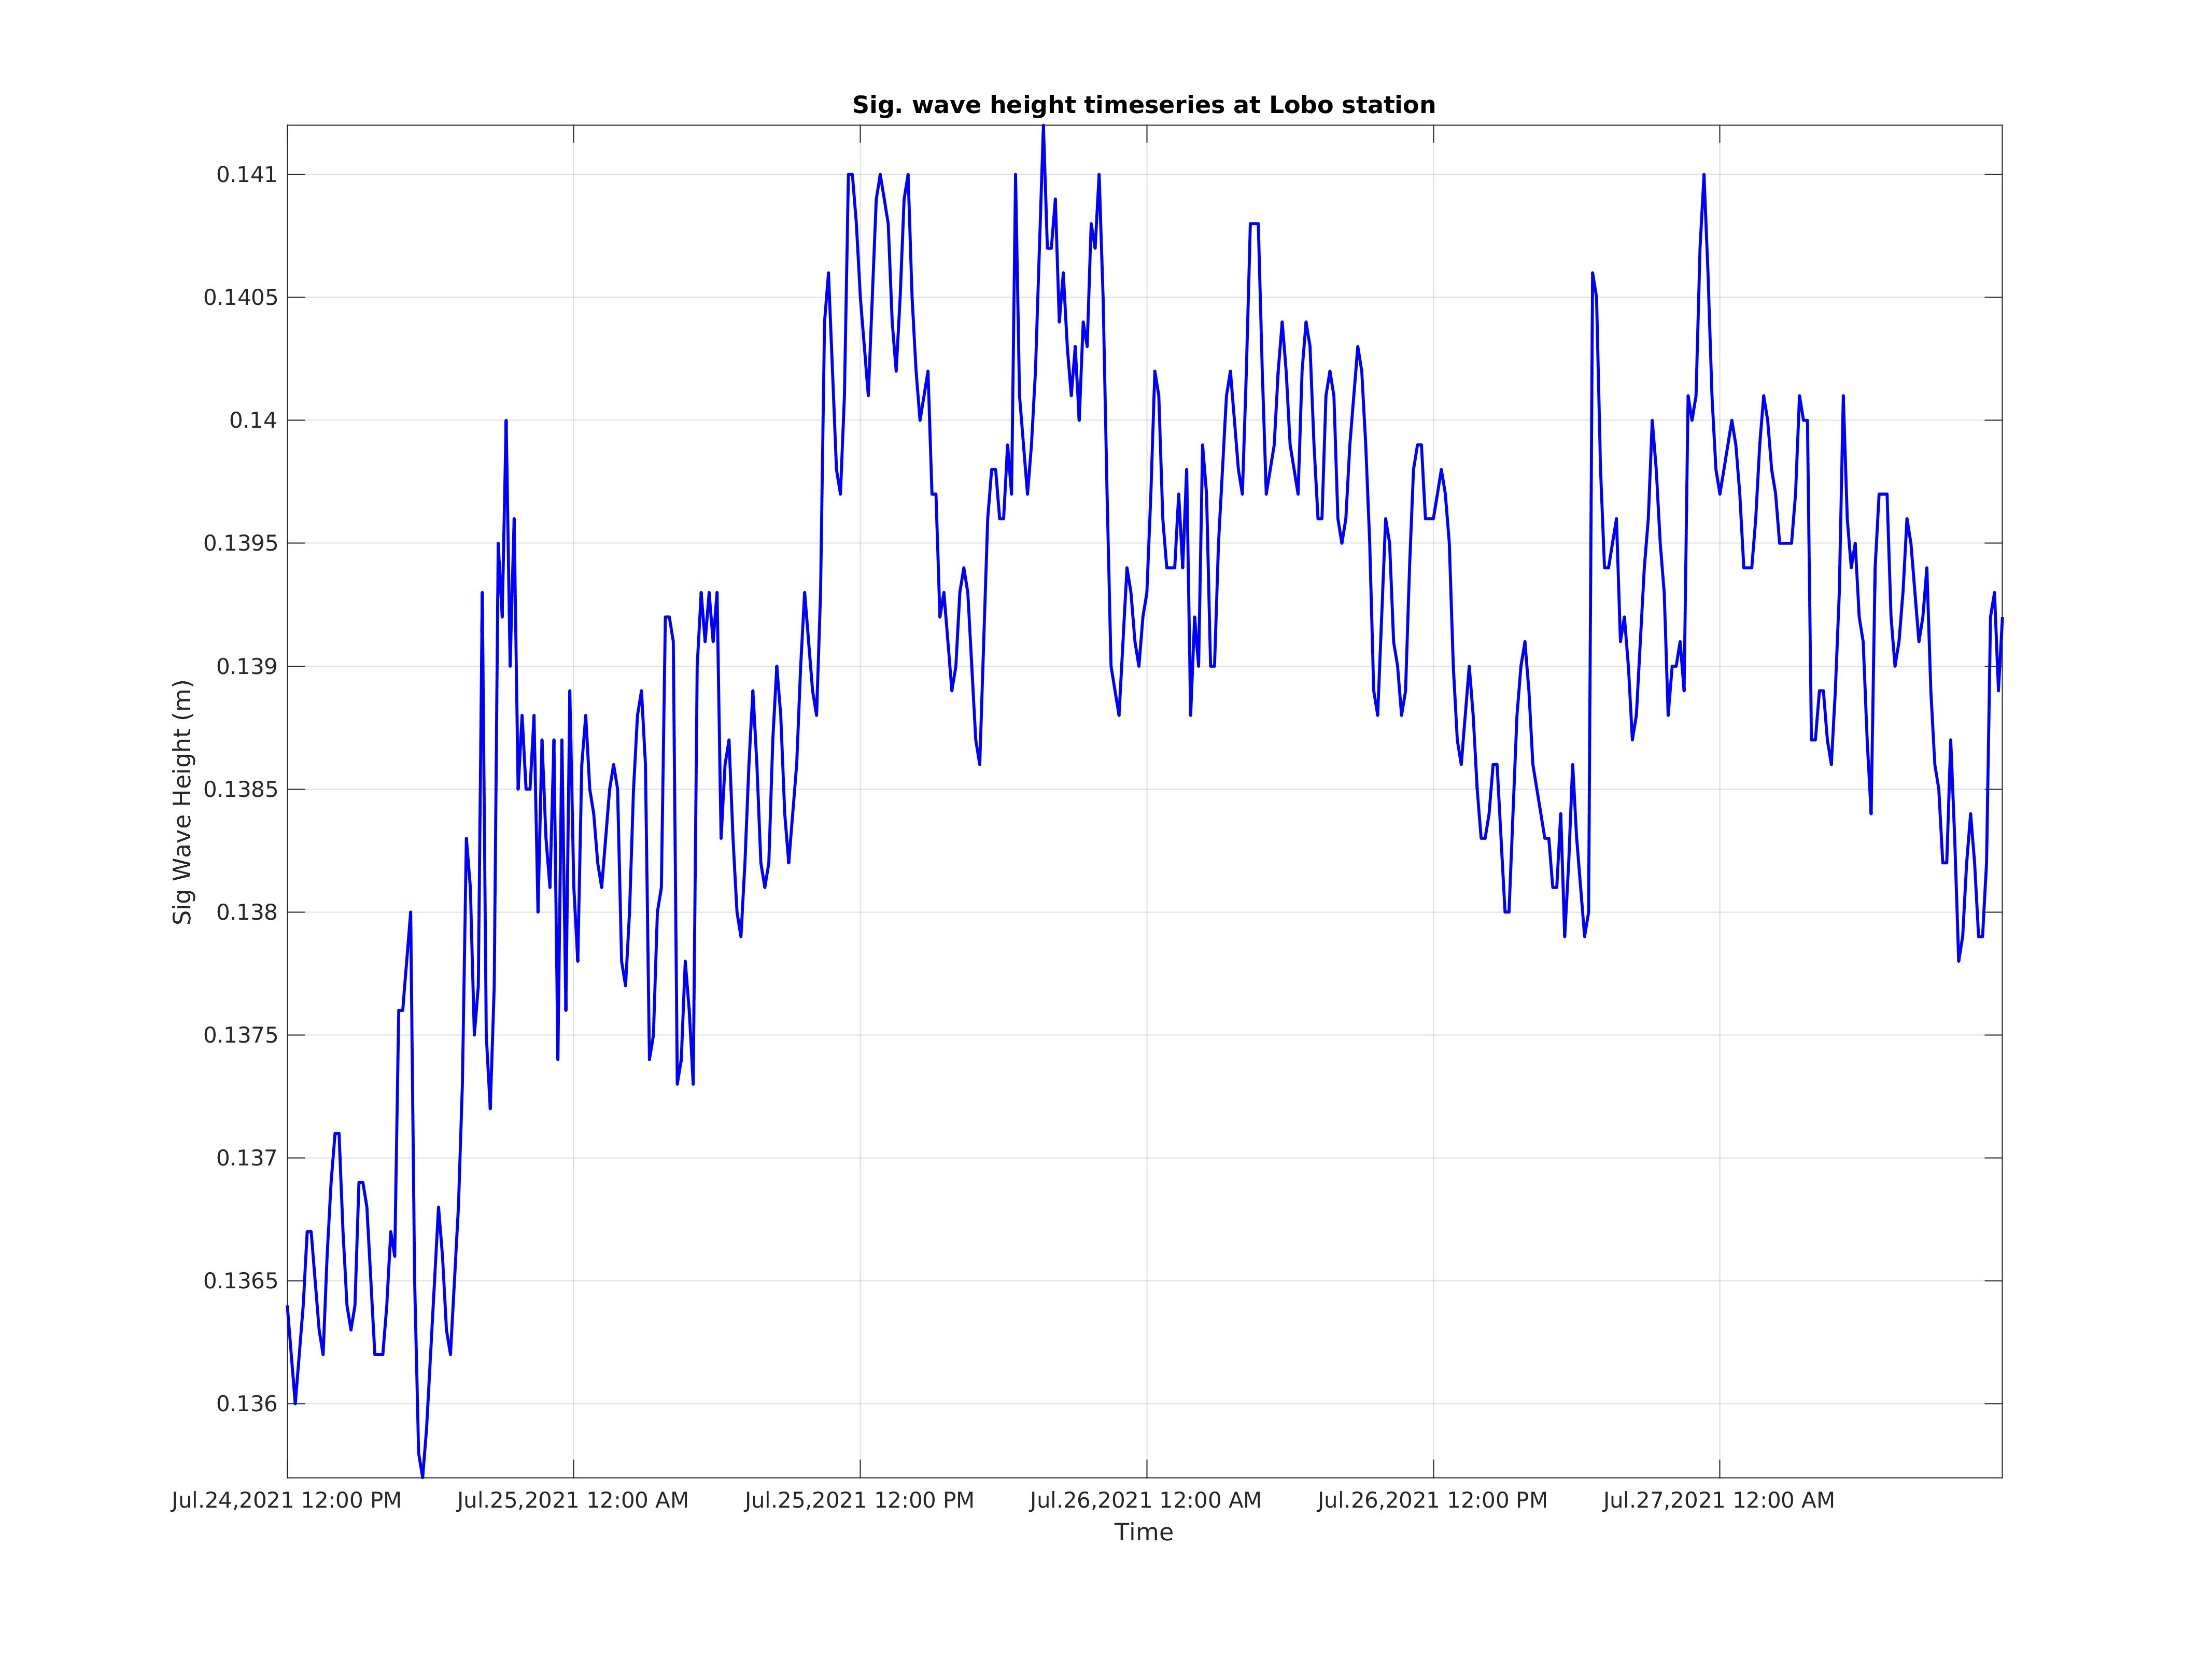 Sig. wave height timeseries at Lobo station
0.141
0.1405
0.14
0.1395
0.139
0.1385
0.138
0.1375
0.137
0.1365
0.136
Sig Wave Height (m)
Jul.24,2021 12:00 PM Jul.25,2021 12:00 AM Jul.25,2021 12:00 PM Jul.26,2021 12:00 AM Jul.26,2021 12:00 PM Jul.27,2021 12:00 AM
Time